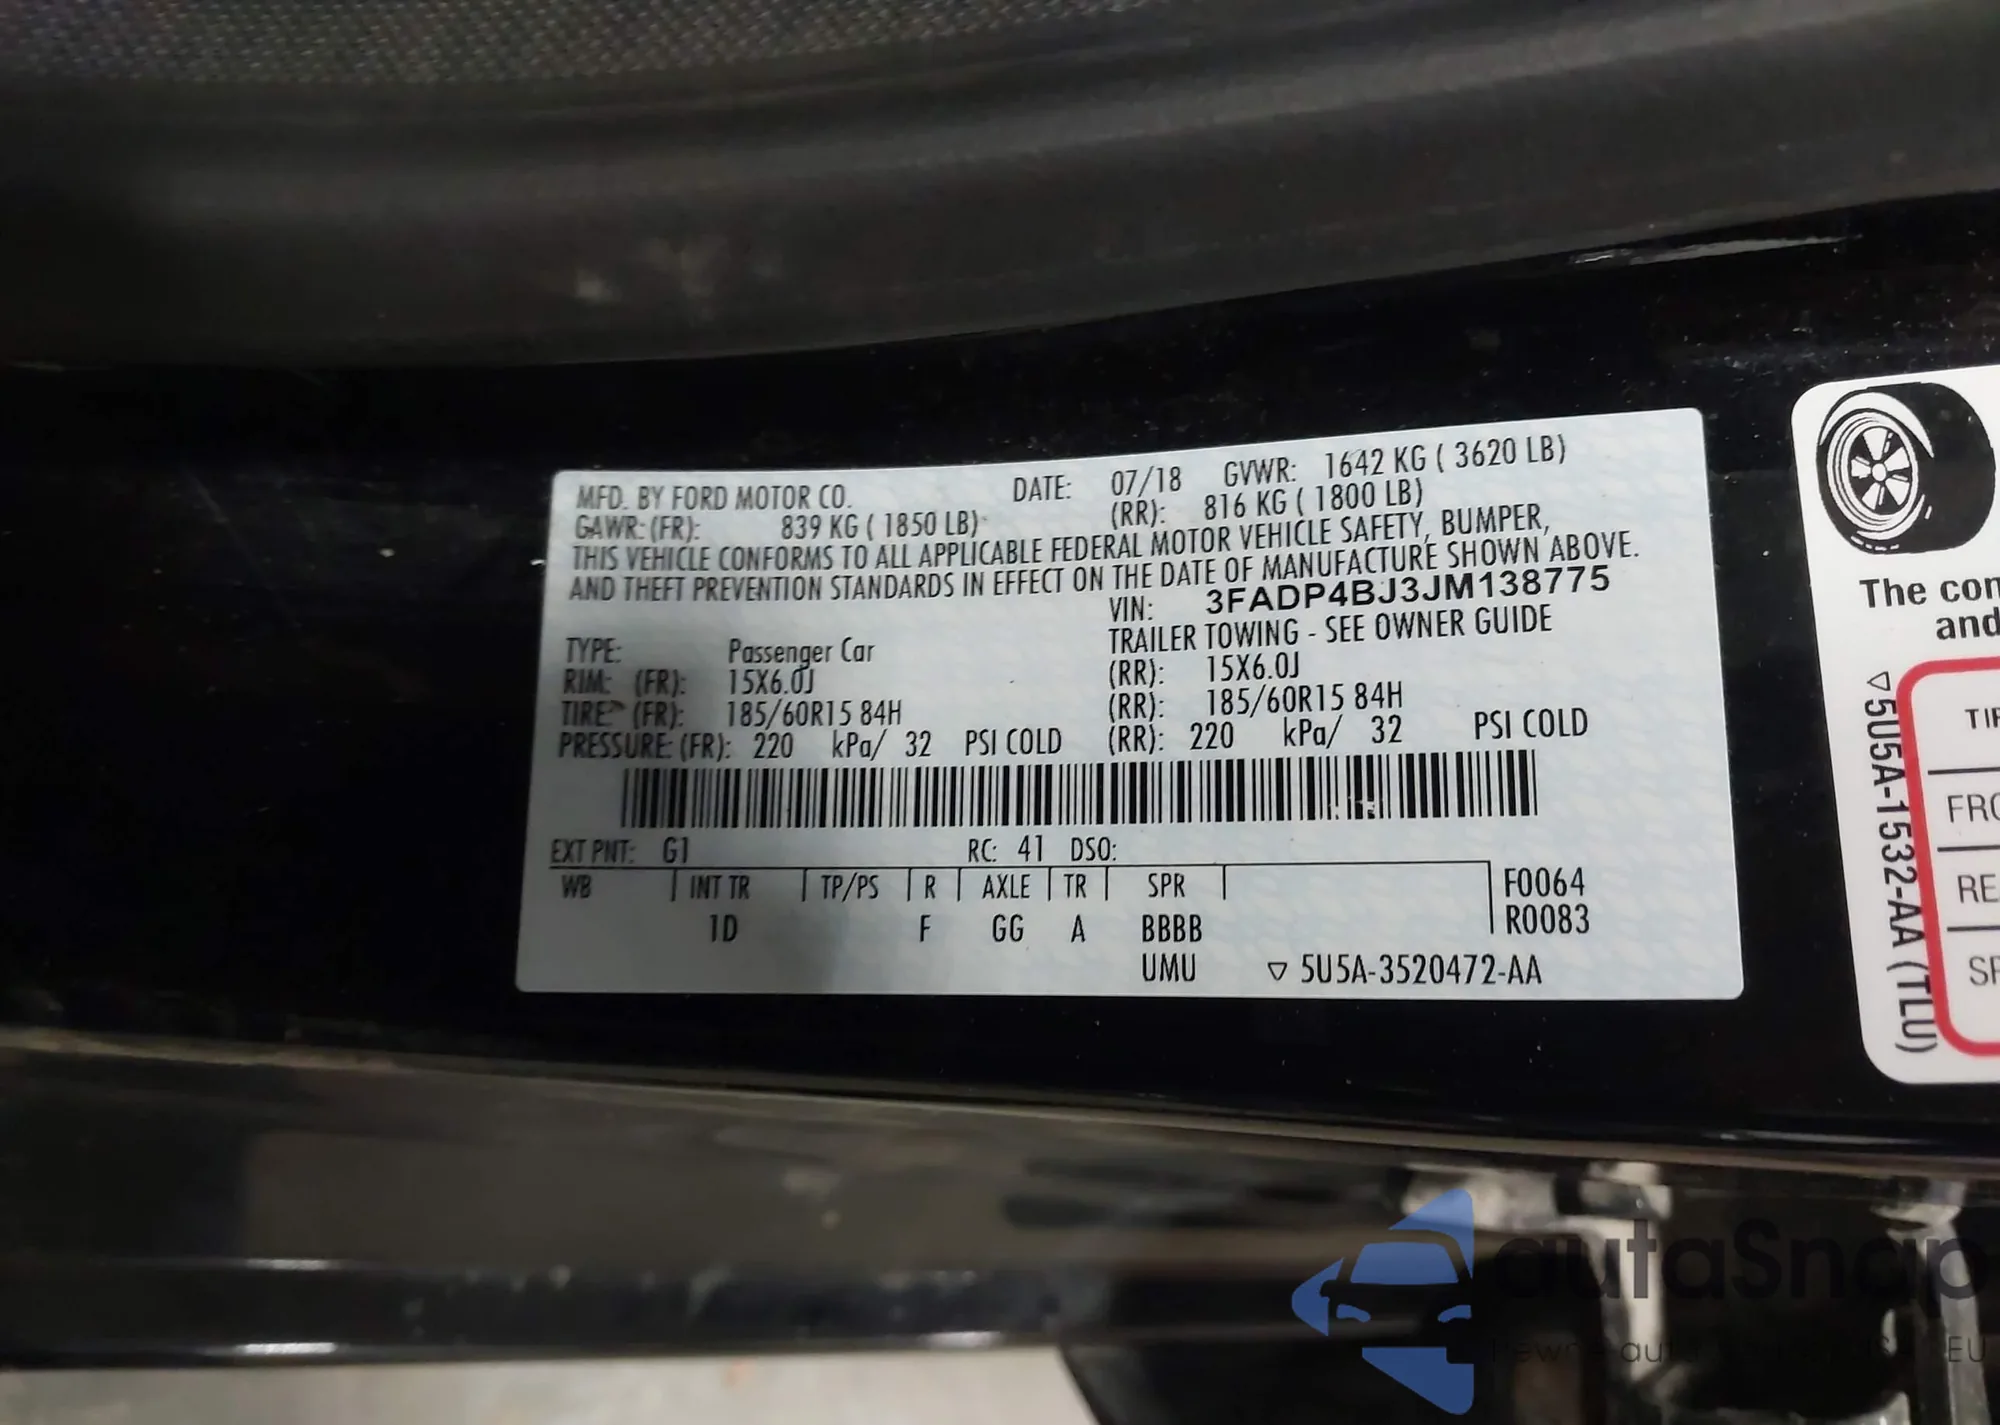 MFD. BY FORD MOTOR CO. DATE: 07/18 GVWR: 1642 KG ( 3620 LB)
GAWR: (FR): 839 KG ( 1850 LB) (RR): 816 KG ( 1800 LB)
THIS VEHICLE CONFORMS TO ALL APPLICABLE FEDERAL MOTOR VEHICLE SAFETY, BUMPER,
AND THEFT PREVENTION STANDARDS IN EFFECT ON THE DATE OF MANUFACTURE SHOWN ABOVE.
VIN: 3FADP4BJ3JM138775
TRAILER TOWING - SEE OWNER GUIDE
TYPE: Passenger Car
RIM: (FR): 15X6.0J (RR): 15X6.0J
TIRE: (FR): 185/60R15 84H (RR): 185/60R15 84H
PRESSURE: (FR): 220 kPa/ 32 PSI COLD (RR): 220 kPa/ 32 PSI COLD
EXT PNT: G1 RC: 41 DSO:
WB INT TR TP/PS R AXLE TR SPR F0064
1D F GG A BBBB R0083
UMU ▽ 5U5A-3520472-AA
The con
and
▽5U5A-1532-AA (TLU)
TIR
FRO
RE
SP
autaSnap
EU